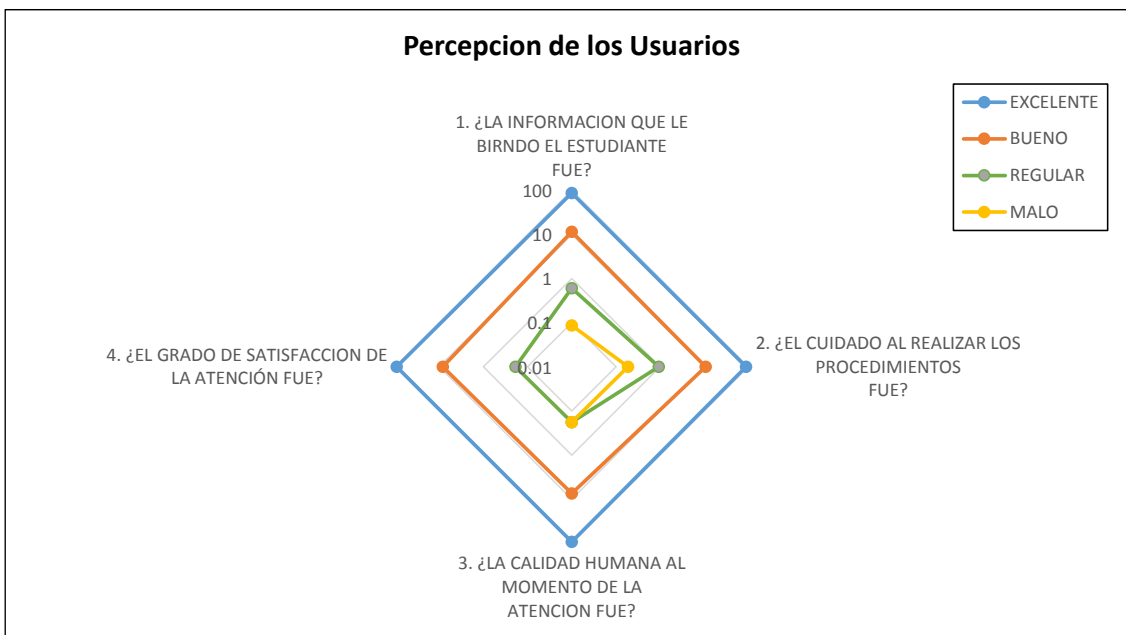 Percepcion de los Usuarios
EXCELENTE
BUENO
REGULAR
MALO
1. ¿LA INFORMACION QUE LE
BIRNDO EL ESTUDIANTE
FUE?
100
10
1
0.1
0.01
2. ¿EL CUIDADO AL REALIZAR LOS
PROCEDIMIENTOS
FUE?
3. ¿LA CALIDAD HUMANA AL
MOMENTO DE LA
ATENCION FUE?
4. ¿EL GRADO DE SATISFACCION DE
LA ATENCIÓN FUE?